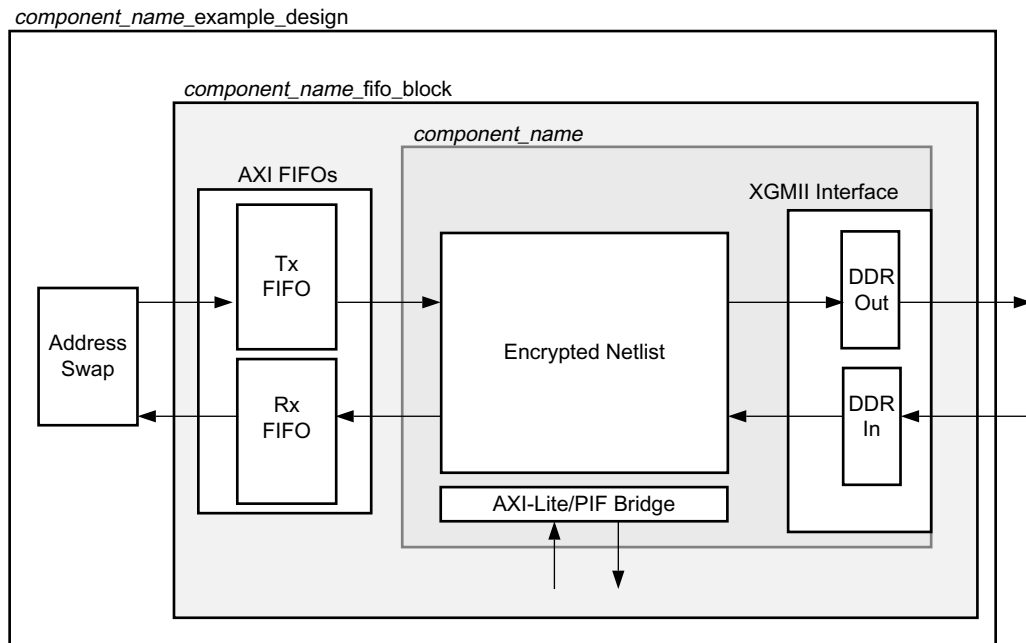 component_name_example_design
component_name_fifo_block
component_name
AXI FIFOs
XGMII Interface
Tx
FIFO
DDR
Out
Address
Swap
Encrypted Netlist
Rx
FIFO
DDR
In
AXI-Lite/PIF Bridge